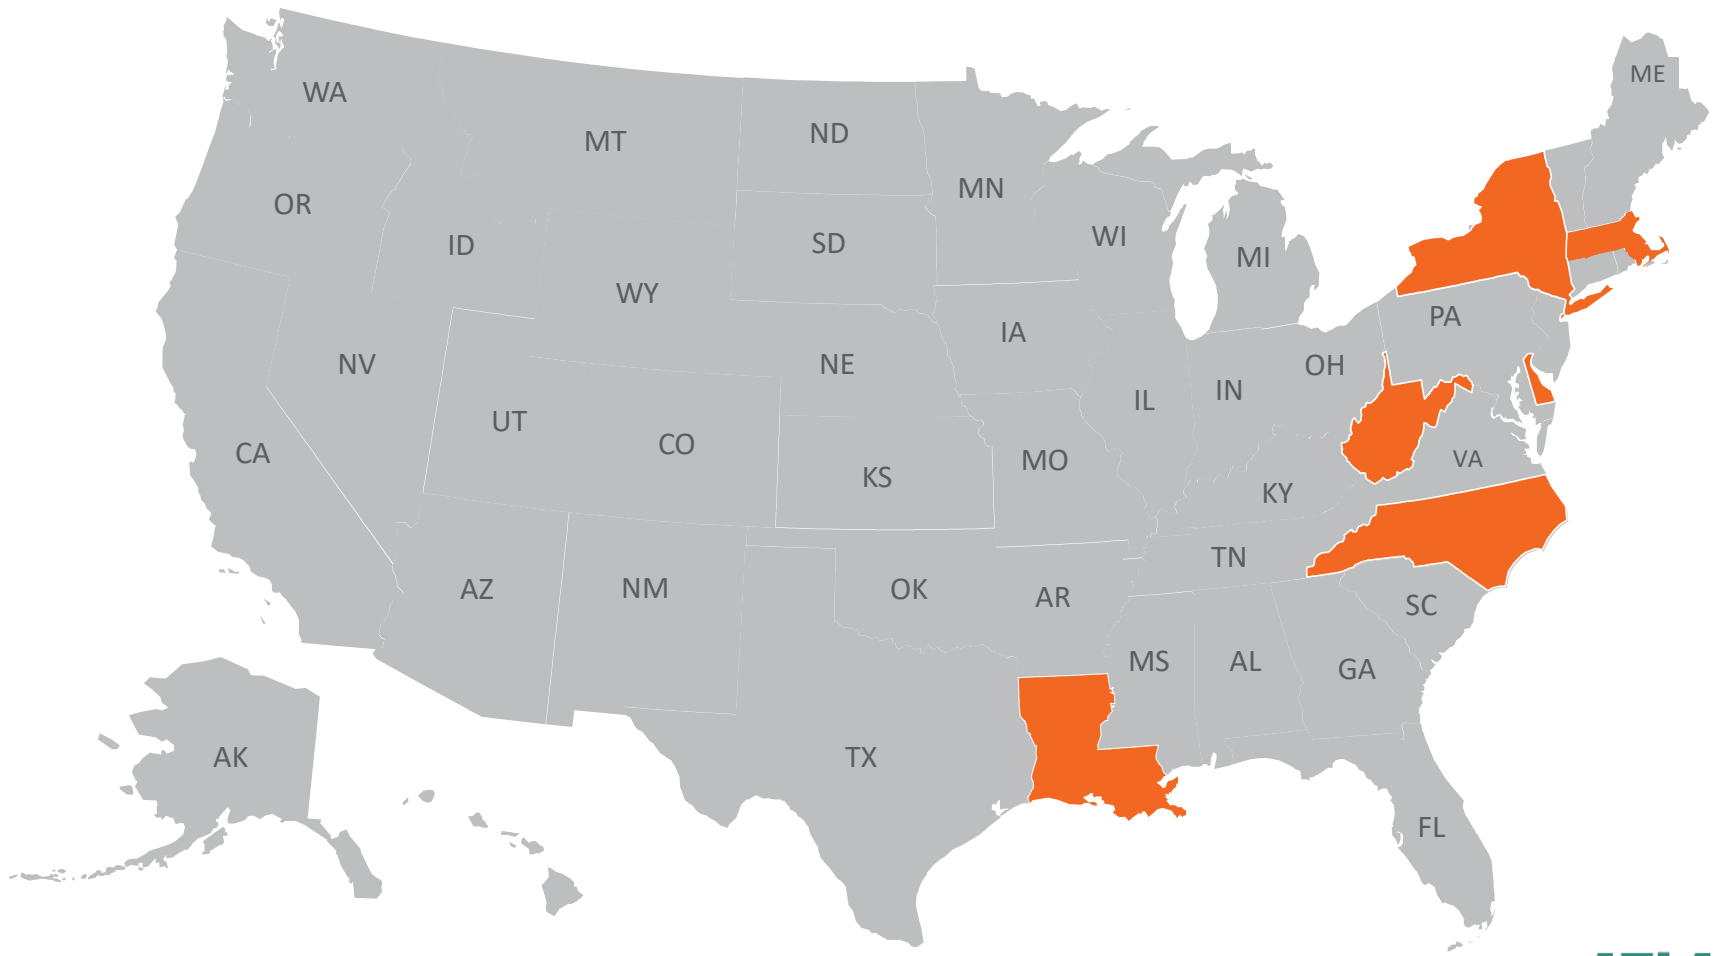 ME
WA
ND
MT
MN
OR
WI
SD
ID
MI
WY
PA
IA
NV
NE
OH
IN
IL
UT
CO
CA
MO
VA
KS
KY
TN
AZ
NM
OK
AR
SC
MS
AL
GA
AK
TX
FL